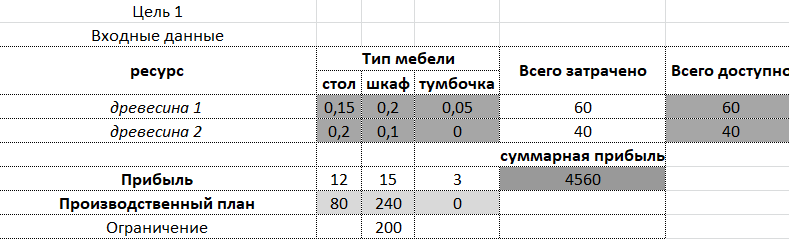 Цель 1
Входные данные
ресурс Тип мебели Всего затрачено Всего доступно
стол шкаф тумбочка
древесина 1 0,15 0,2 0,05 60 60
древесина 2 0,2 0,1 0 40 40
суммарная прибыль
Прибыль 12 15 3 4560
Производственный план 80 240 0
Ограничение 200